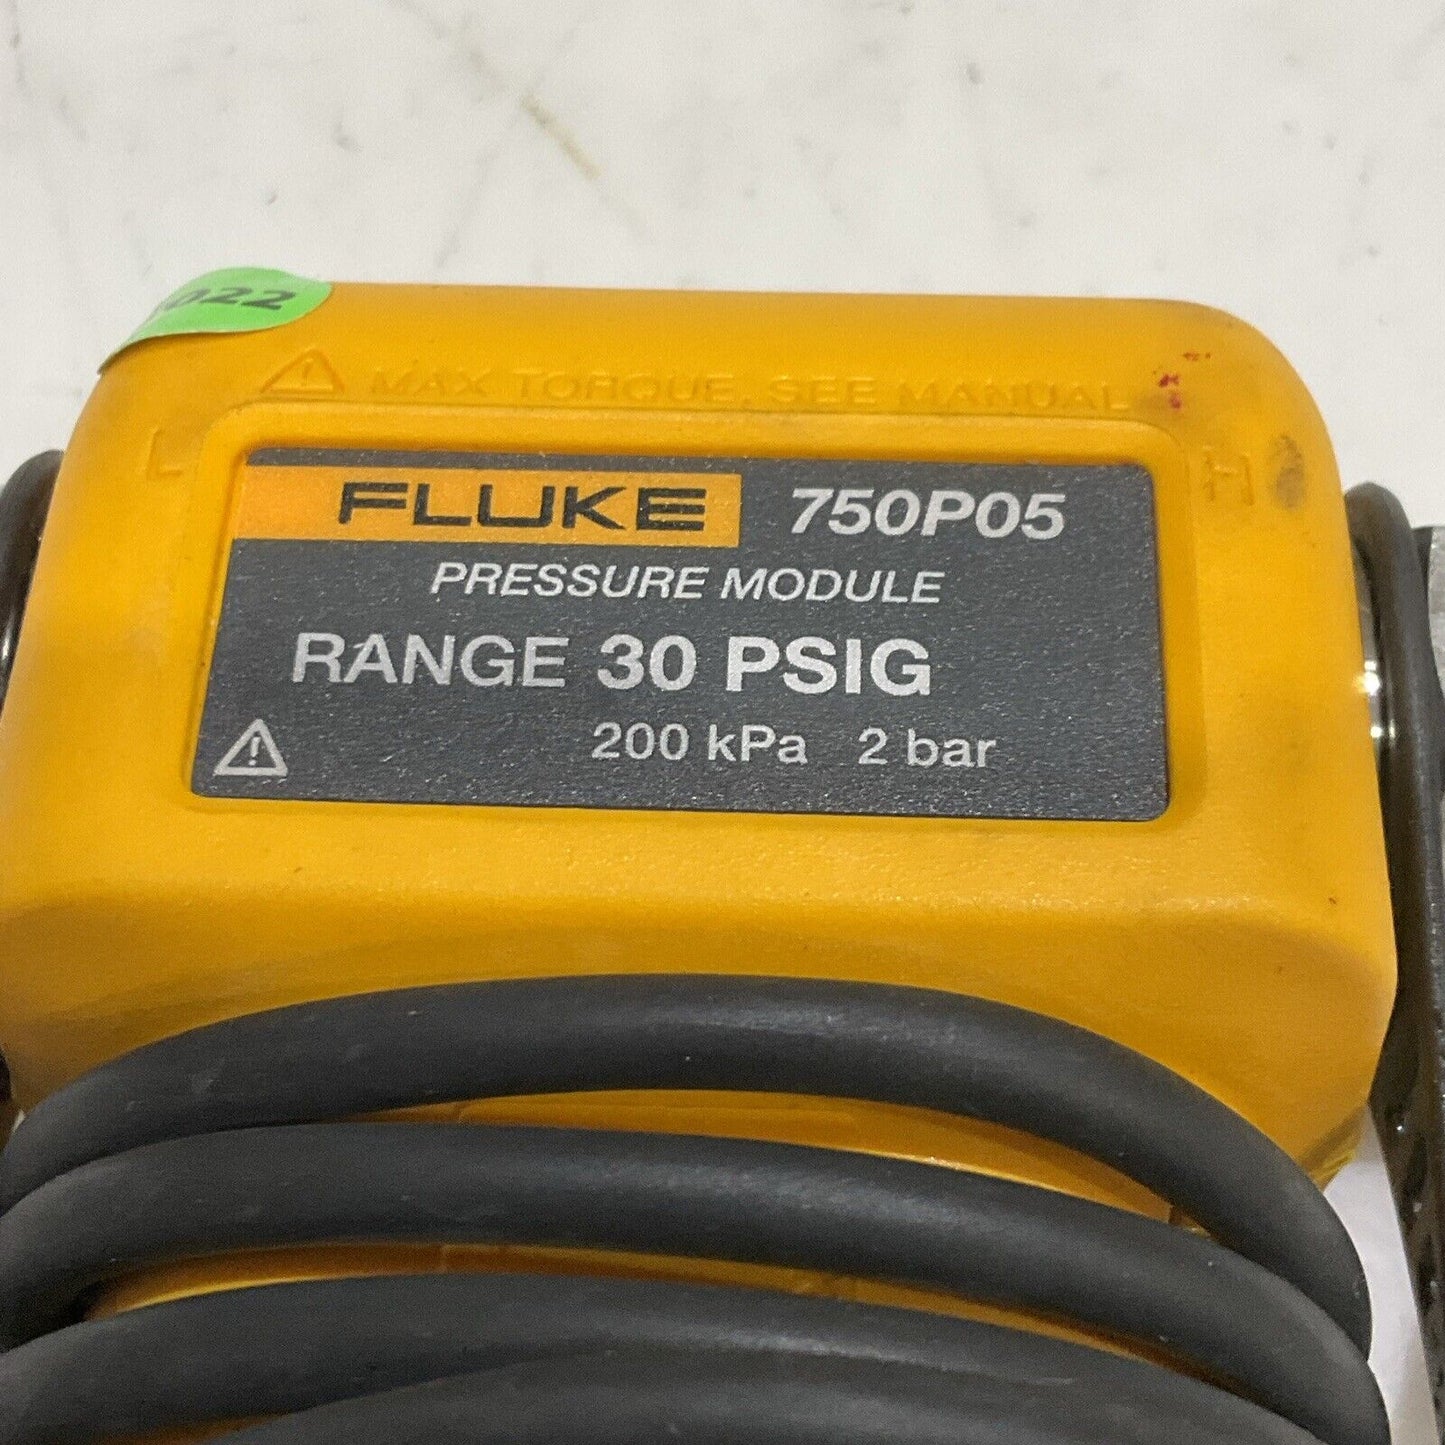 MAX TORQUE, SEE MANUAL
L
H
FLUKE 750P05
PRESSURE MODULE
RANGE 30 PSIG
200 kPa 2 bar